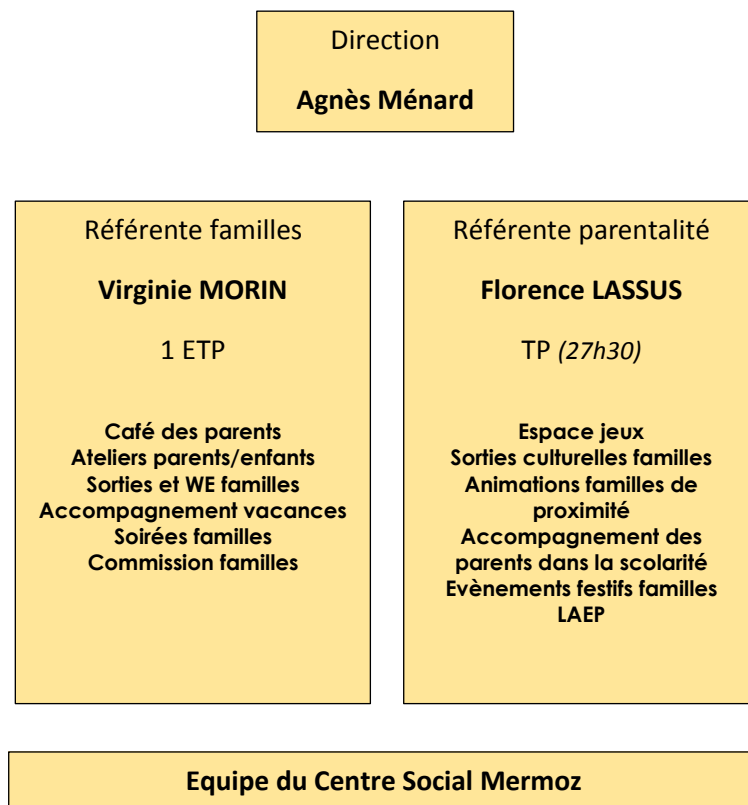 Direction
Agnès Ménard
Référente familles
Virginie MORIN
1 ETP
Café des parents
Ateliers parents/enfants
Sorties et WE familles
Accompagnement vacances
Soirées familles
Commission familles
Référente parentalité
Florence LASSUS
TP (27h30)
Espace jeux
Sorties culturelles familles
Animations familles de
proximité
Accompagnement des
parents dans la scolarité
Evènements festifs familles
LAEP
Equipe du Centre Social Mermoz